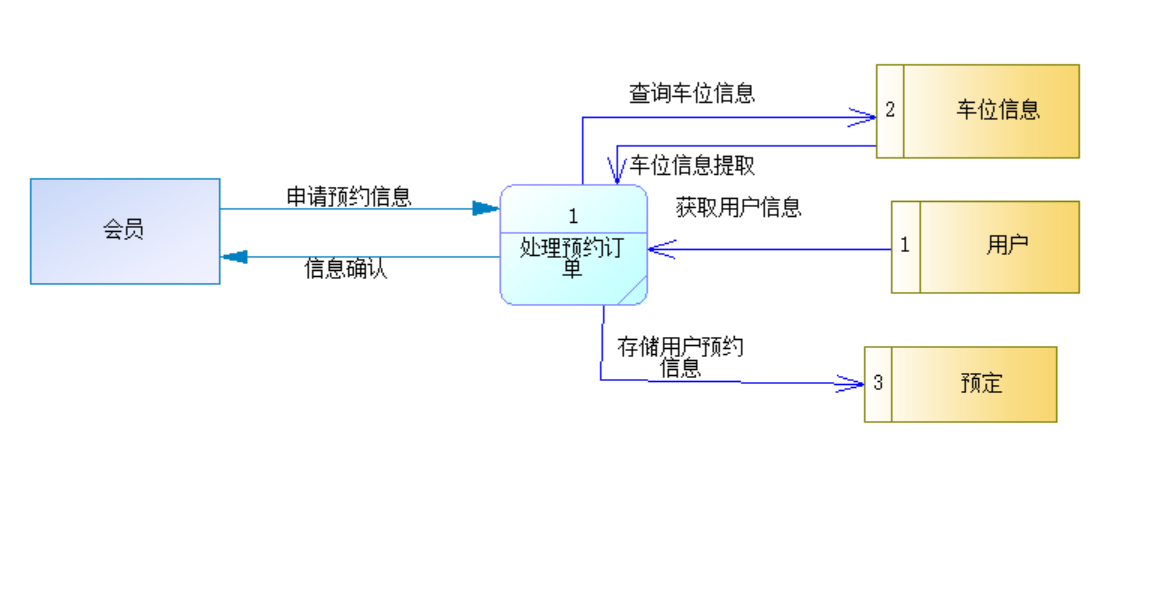 查询车位信息
2
车位信息
车位信息提取
申请预约信息
会员
信息确认
1
处理预约订
单
获取用户信息
1
用户
存储用户预约
信息
3
预定